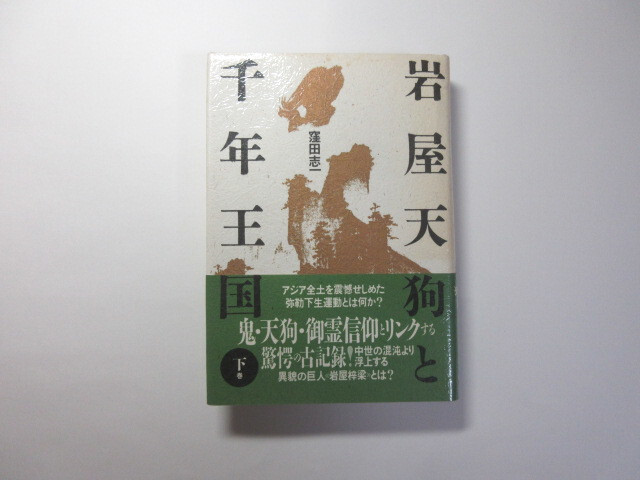 岩屋天狗と
千年王国
窪田志一
アジア全土を震憾せしめた
弥勒下生運動とは何か?
鬼・天狗・御霊信仰とリンクする
驚愕の古記録!中世の混沌より
浮上する
異貌の巨人《岩屋梓梁》とは?
下巻